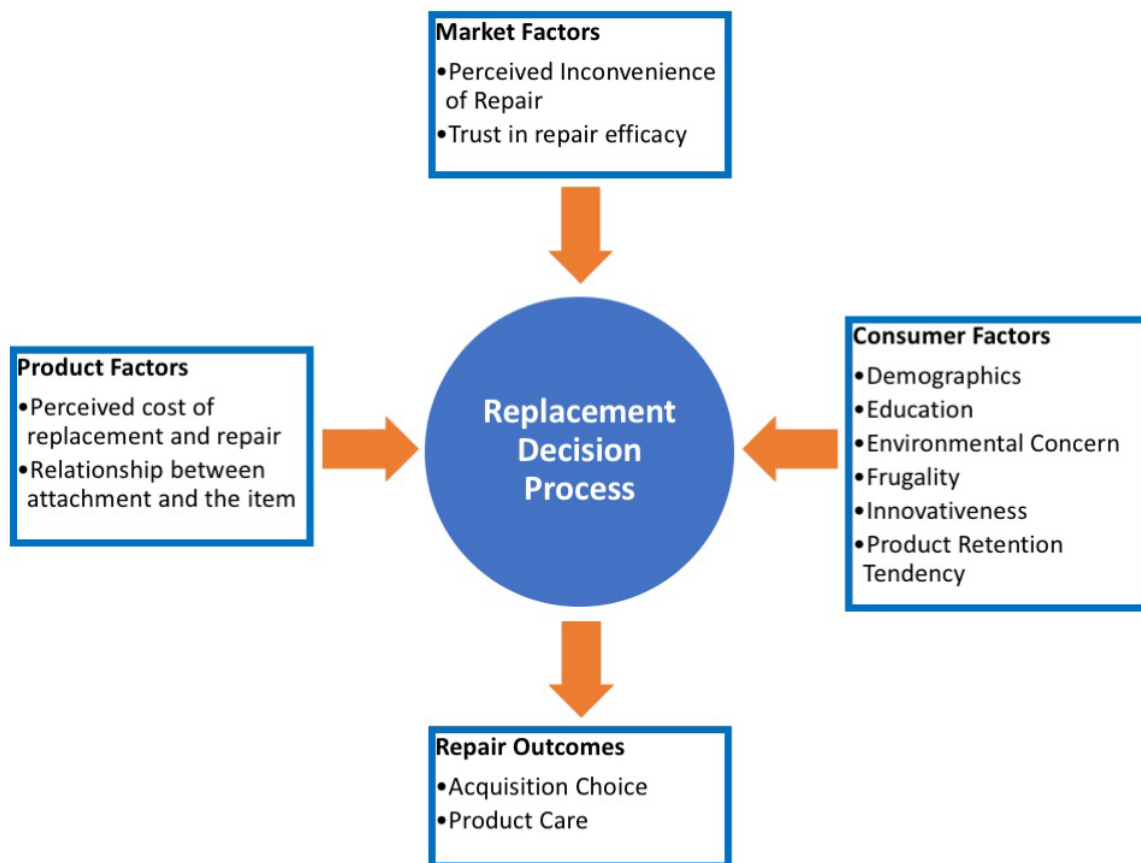 Market Factors
•Perceived Inconvenience
of Repair
•Trust in repair efficacy
Product Factors
•Perceived cost of
replacement and repair
•Relationship between
attachment and the item
Replacement
Decision
Process
Consumer Factors
•Demographics
•Education
•Environmental Concern
•Frugality
•Innovativeness
•Product Retention
Tendency
Repair Outcomes
•Acquisition Choice
•Product Care